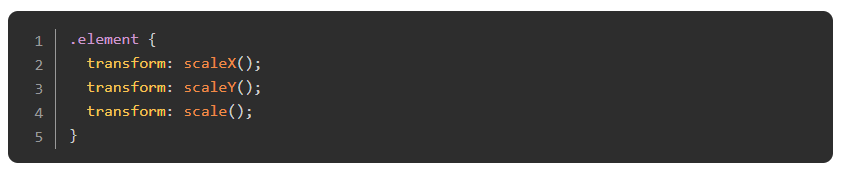 1 .element {
2   transform: scaleX();
3   transform: scaleY();
4   transform: scale();
5 }